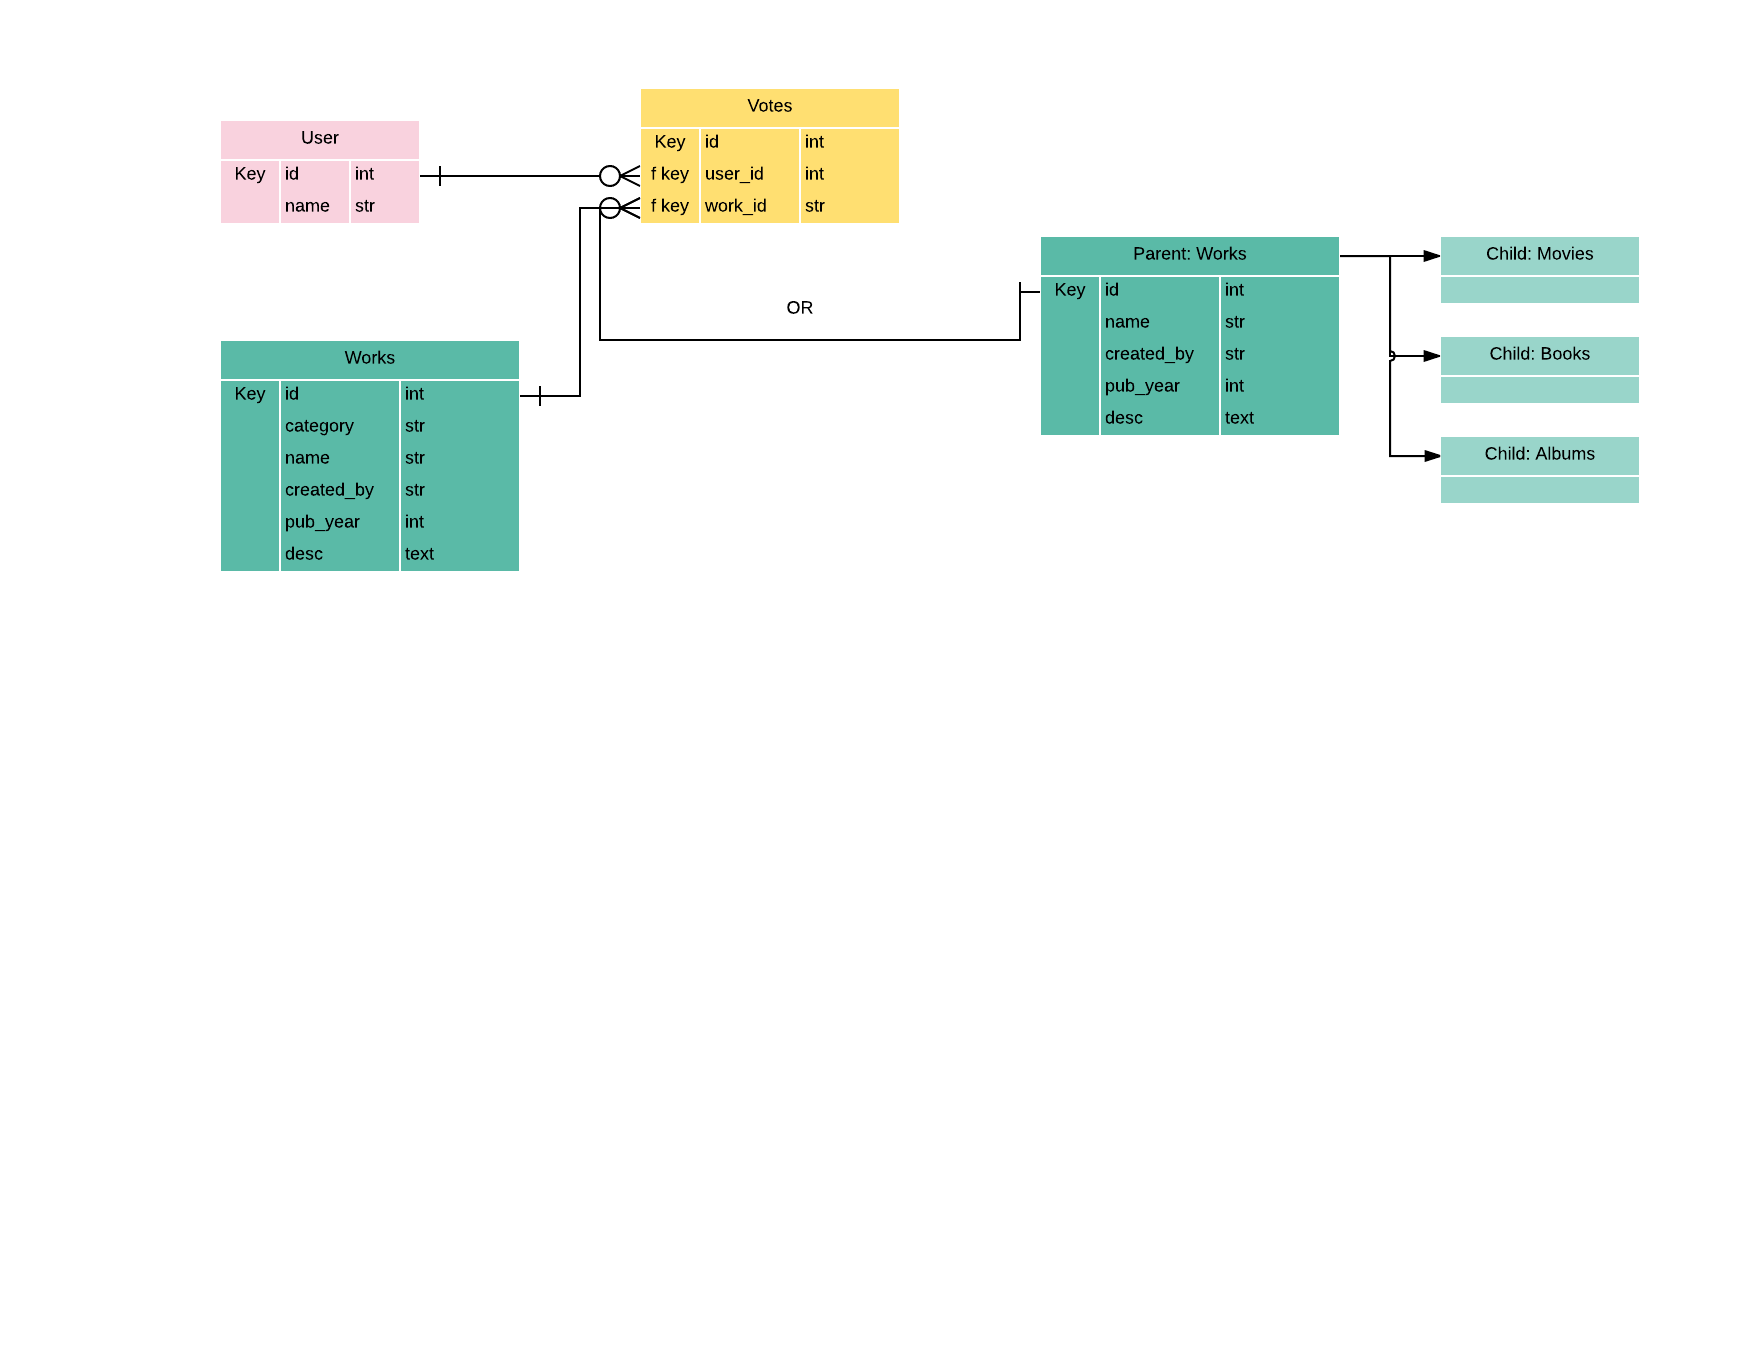 User
Key id int
name str
Votes
Key id int
f key user_id int
f key work_id str
OR
Works
Key id int
category str
name str
created_by str
pub_year int
desc text
Parent: Works
Key id int
name str
created_by str
pub_year int
desc text
Child: Movies
Child: Books
Child: Albums